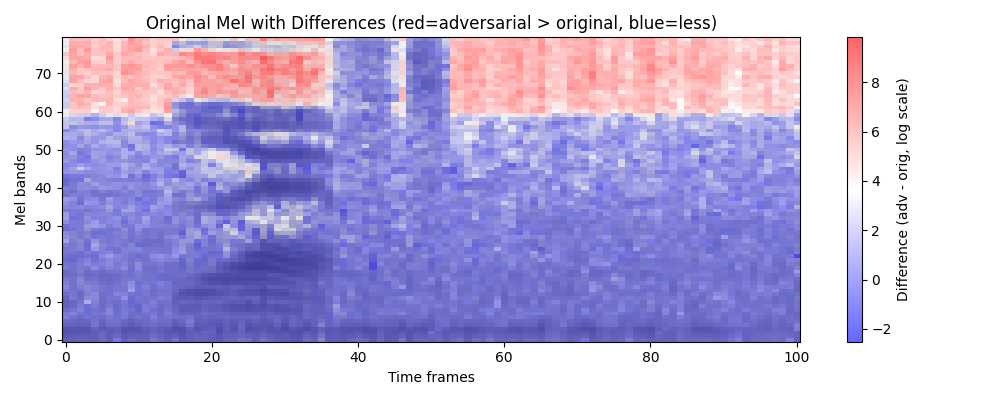 Original Mel with Differences (red=adversarial > original, blue=less)
Mel bands
70
60
50
40
30
20
10
0
0 20 40 60 80 100
Time frames
8
6
4
2
0
−2
Difference (adv - orig, log scale)